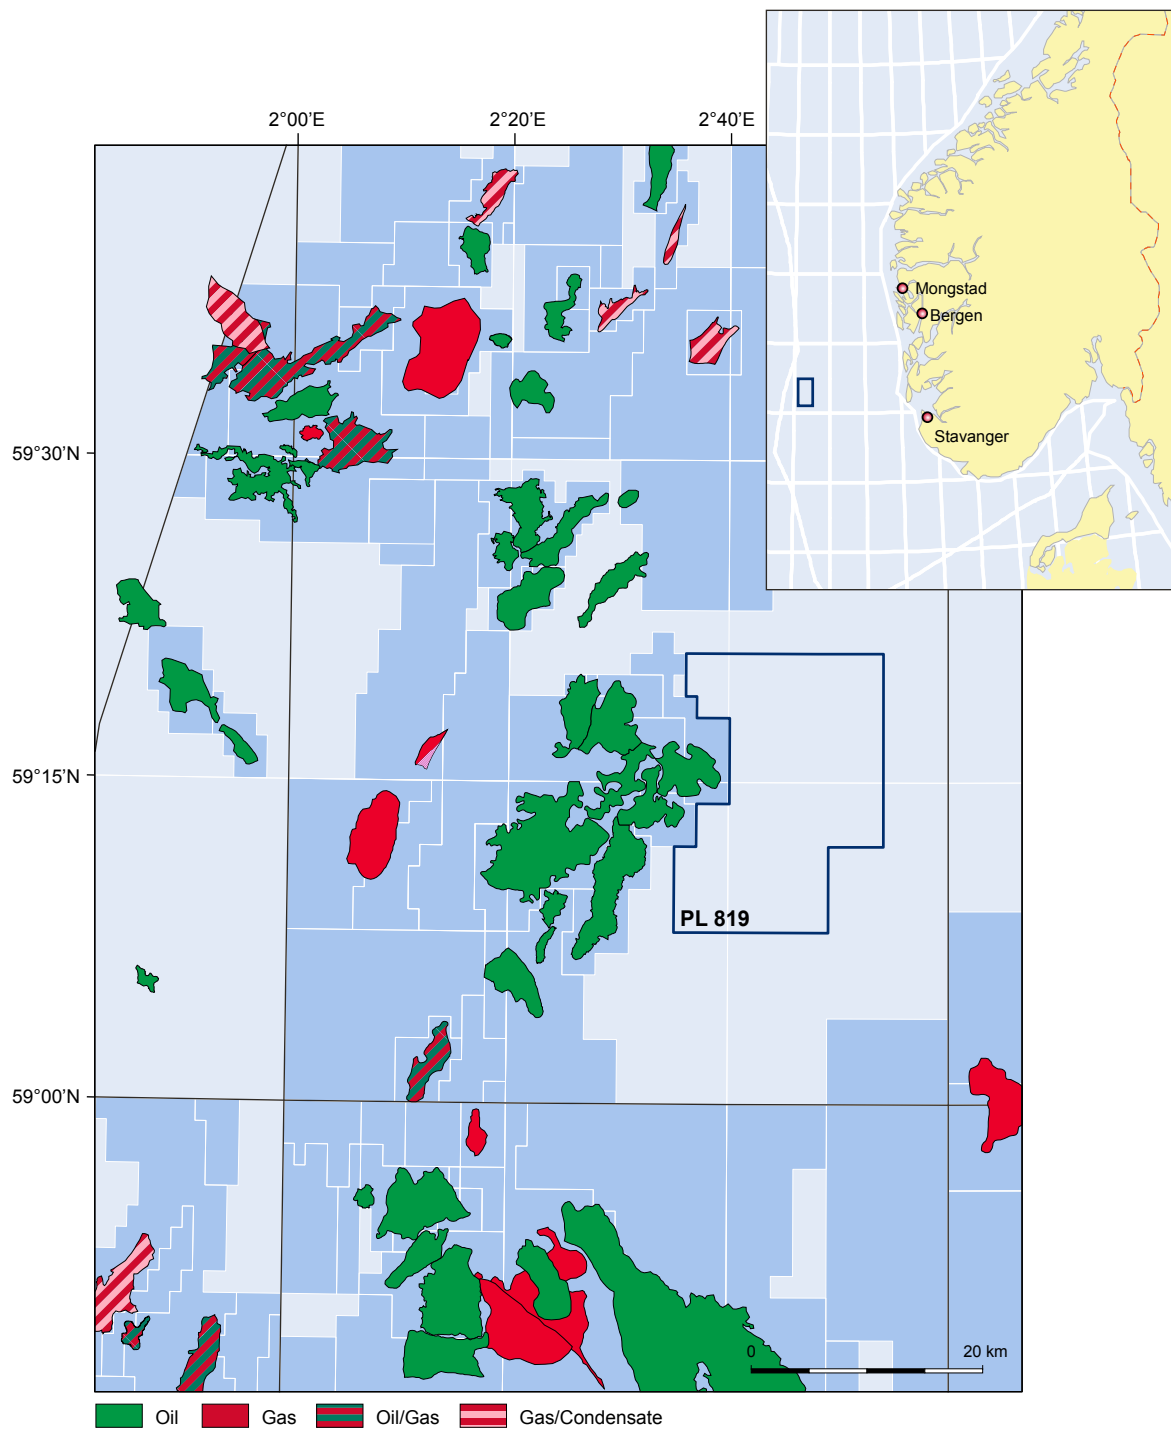 2°00'E
2°20'E
2°40'E
Mongstad
Bergen
Stavanger
59°30'N
59°15'N
PL 819
59°00'N
0
20 km
Oil
Gas
Oil/Gas
Gas/Condensate